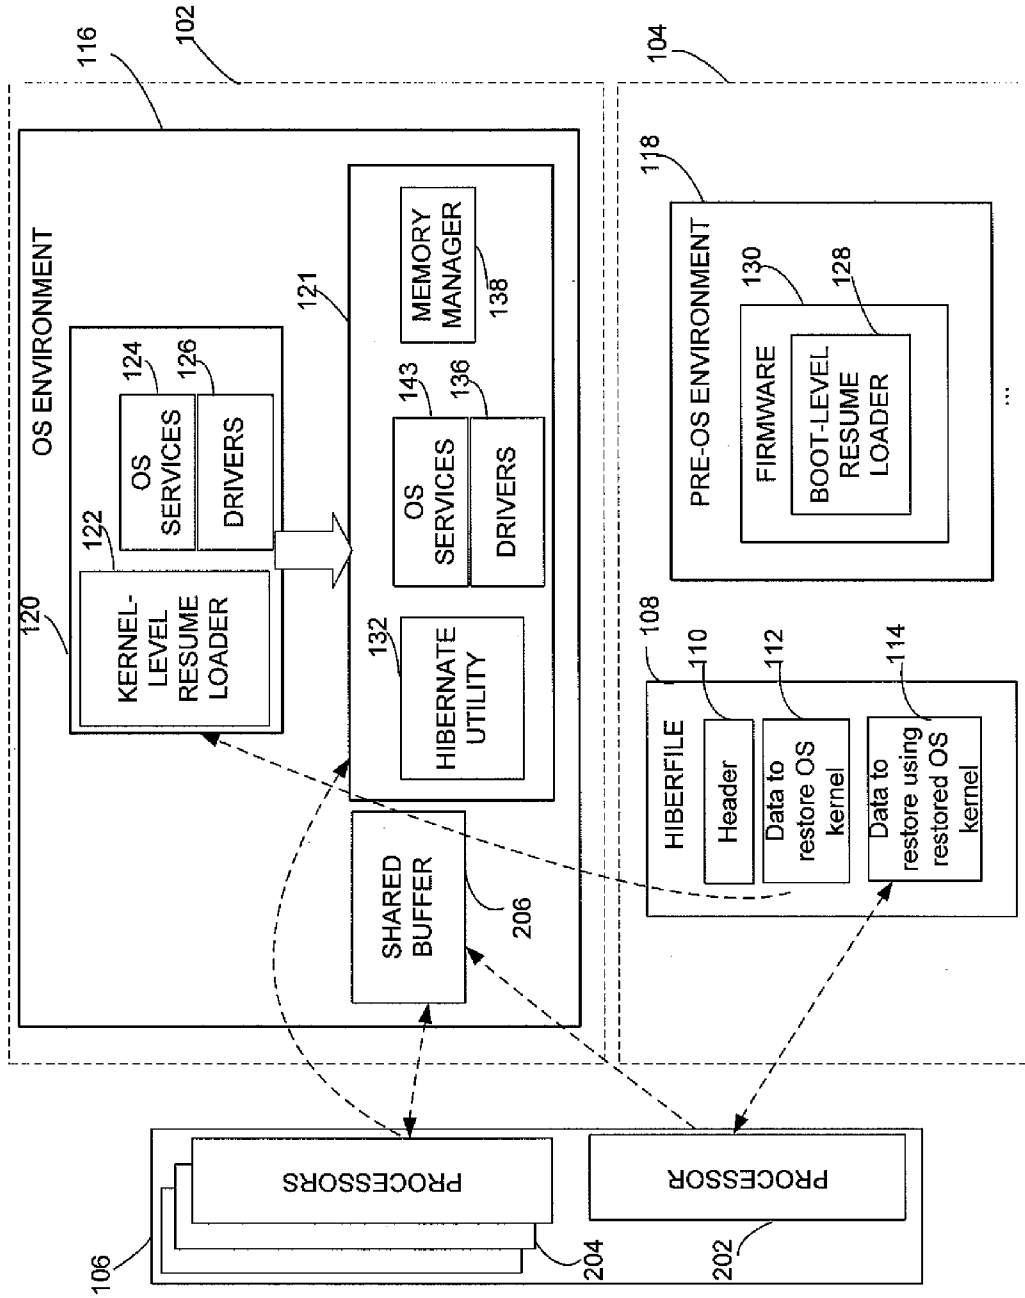 106
204
202
PROCESSORS
PROCESSOR
102
116
OS ENVIRONMENT
120
122
KERNEL-
LEVEL
RESUME
LOADER
124
OS
SERVICES
126
DRIVERS
121
132
HIBERNATE
UTILITY
143
OS
SERVICES
136
DRIVERS
MEMORY
MANAGER
138
SHARED
BUFFER
206
104
108
HIBERFILE
110
Header
112
Data to
restore OS
kernel
114
Data to
restore using
restored OS
kernel
118
PRE-OS ENVIRONMENT
130
FIRMWARE
128
BOOT-LEVEL
RESUME
LOADER
...